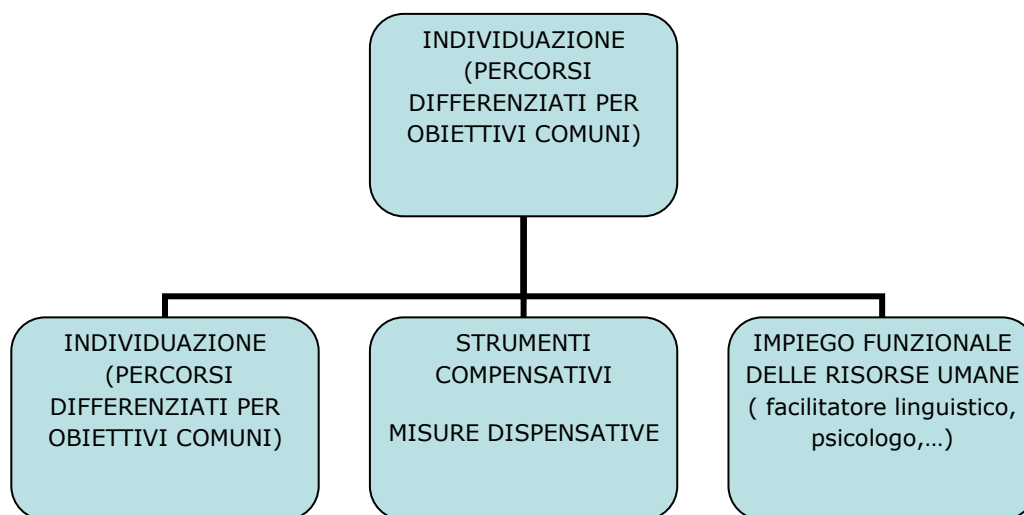 INDIVIDUAZIONE
(PERCORSI
DIFFERENZIATI PER
OBIETTIVI COMUNI)
INDIVIDUAZIONE
(PERCORSI
DIFFERENZIATI PER
OBIETTIVI COMUNI)
STRUMENTI
COMPENSATIVI
MISURE DISPENSATIVE
IMPIEGO FUNZIONALE
DELLE RISORSE UMANE
( facilitatore linguistico,
psicologo,…)